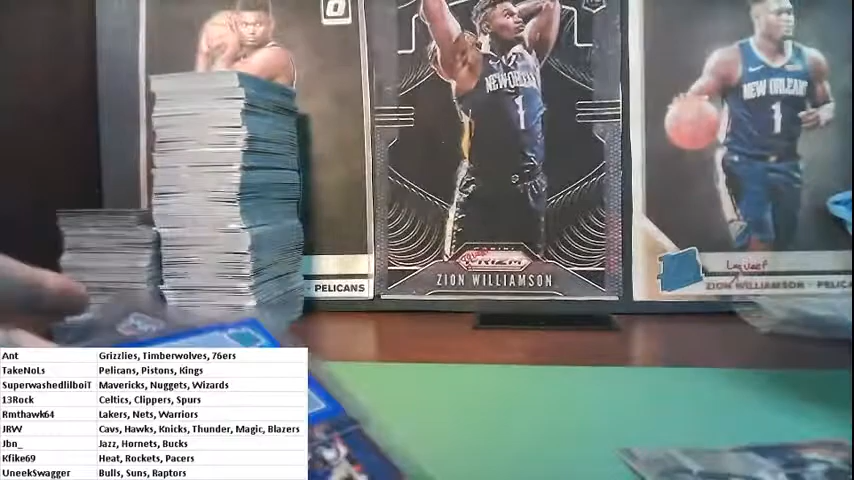 NEW ORLEANS
1
NEW ORLEANS
1
PANINI
PRIZM
ZION WILLIAMSON
PELICANS
ZION WILLIAMSON - PELICA
Ant Grizzlies, Timberwolves, 76ers
TakeNoLs Pelicans, Pistons, Kings
SuperwashedlilboiT Mavericks, Nuggets, Wizards
13Rock Celtics, Clippers, Spurs
Rmthawk64 Lakers, Nets, Warriors
JRW Cavs, Hawks, Knicks, Thunder, Magic, Blazers
Jbn_ Jazz, Hornets, Bucks
Kfike69 Heat, Rockets, Pacers
UneekSwagger Bulls, Suns, Raptors